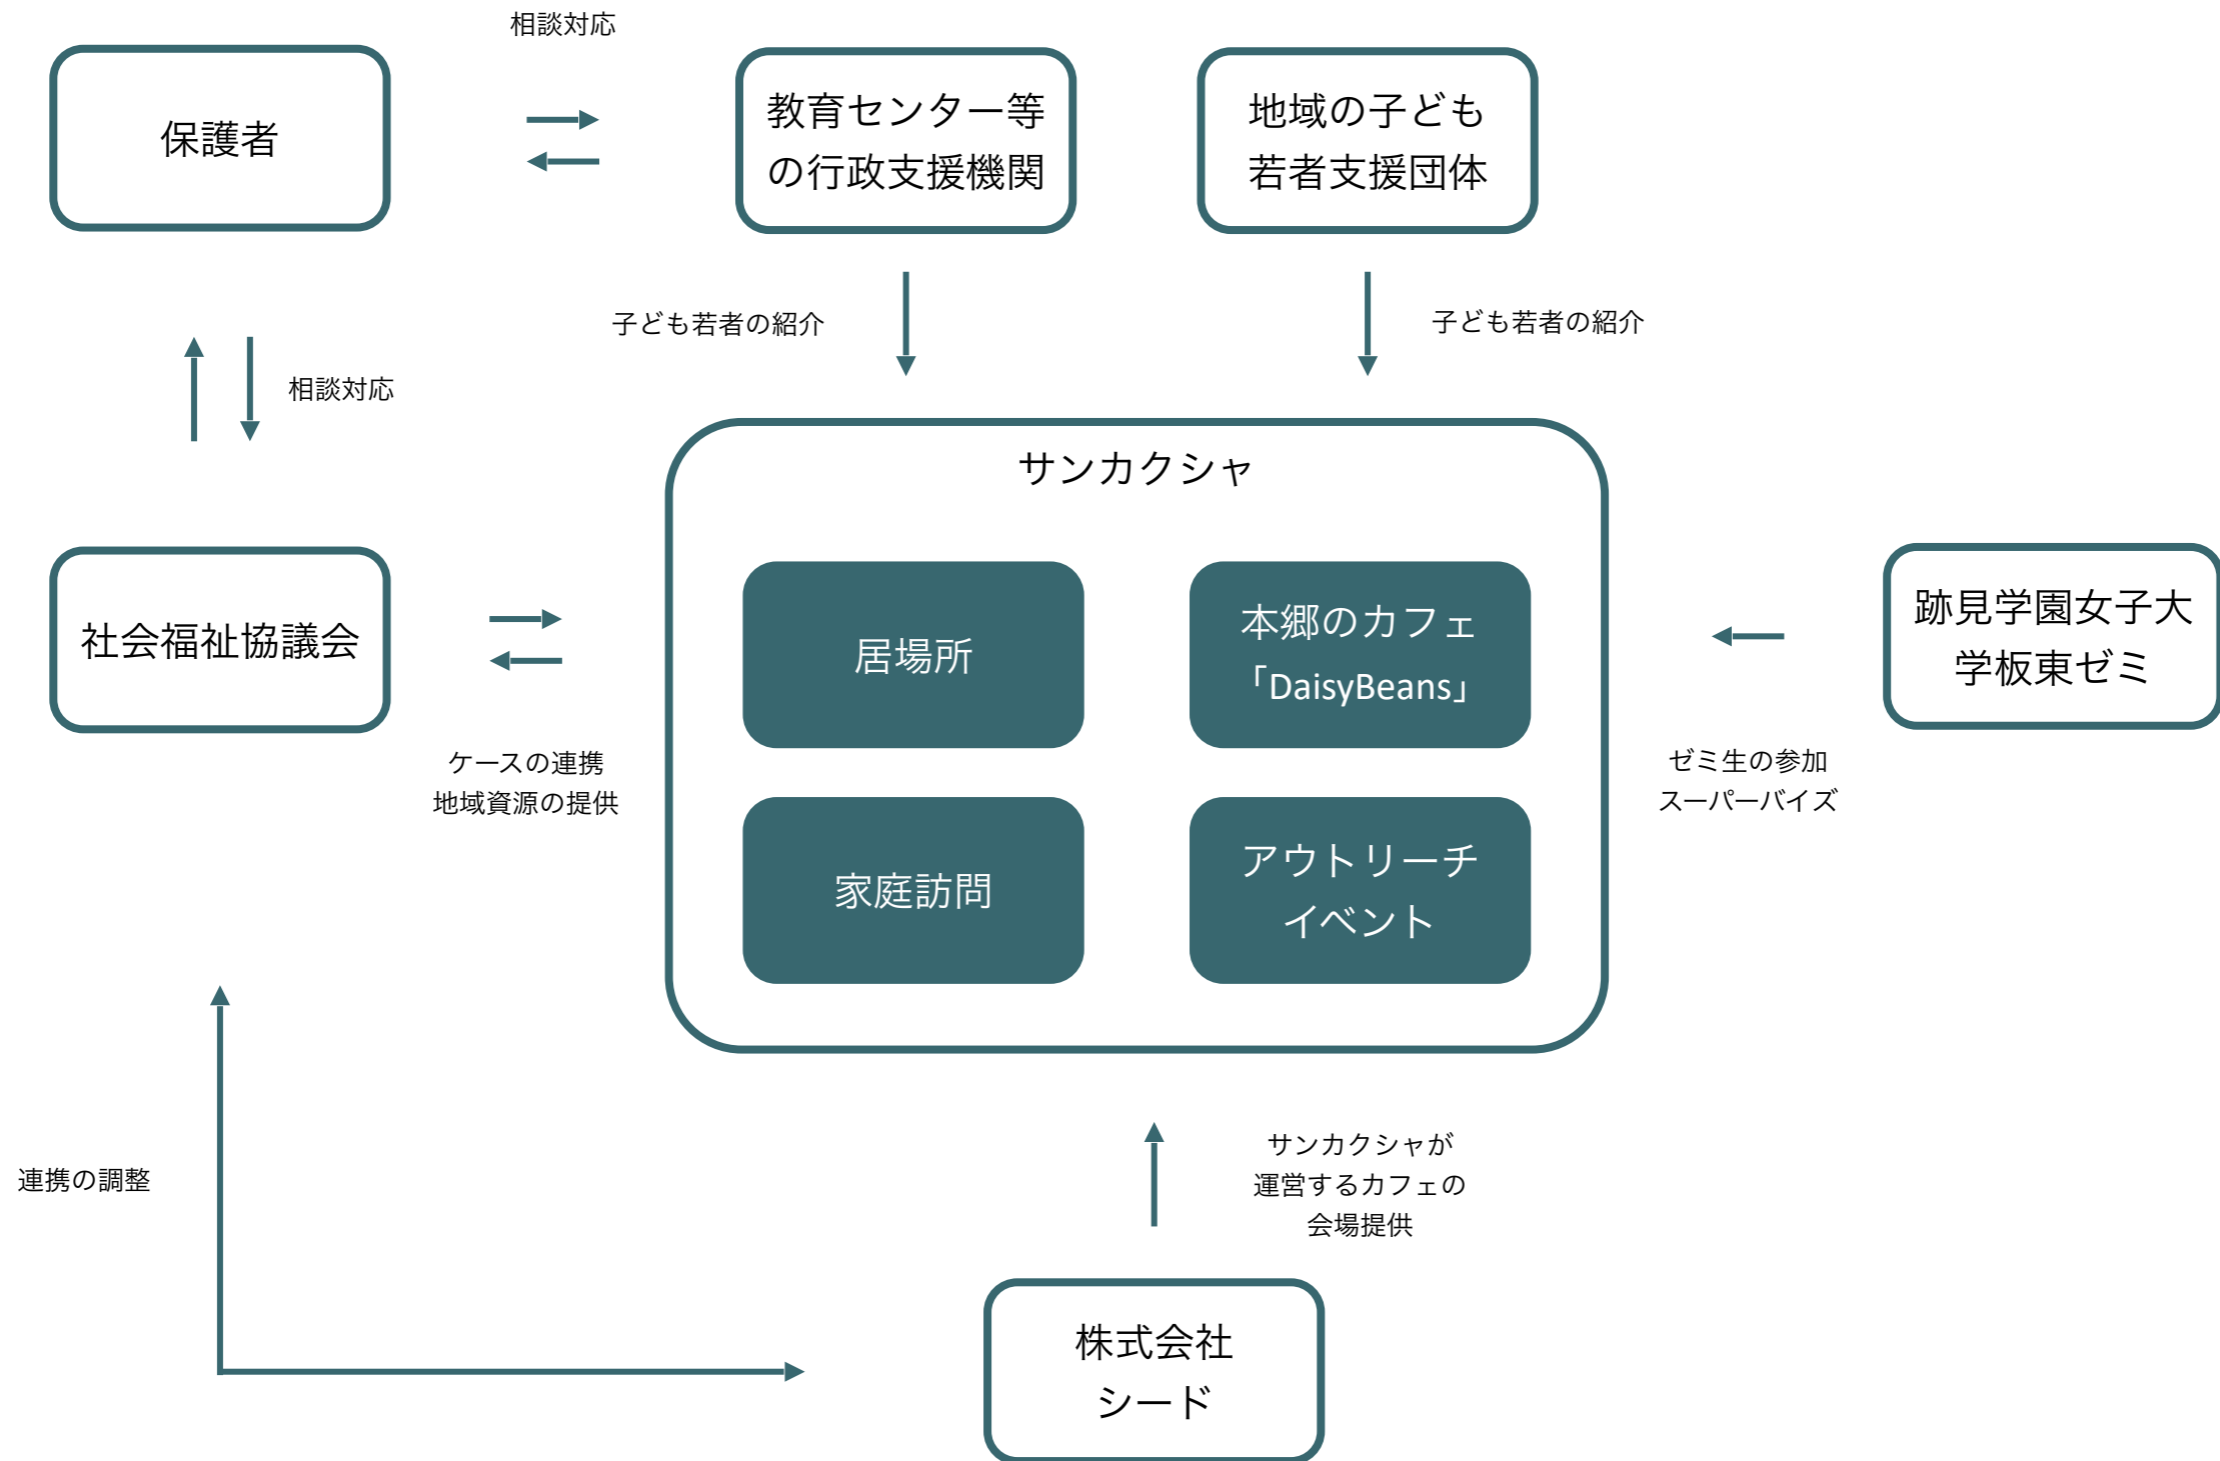 相談対応
保護者
教育センター等
の行政支援機関
地域の子ども
若者支援団体
子ども若者の紹介
子ども若者の紹介
相談対応
サンカクシャ
社会福祉協議会
居場所
本郷のカフェ
「DaisyBeans」
跡見学園女子大
学板東ゼミ
ケースの連携
地域資源の提供
ゼミ生の参加
スーパーバイズ
家庭訪問
アウトリーチ
イベント
連携の調整
サンカクシャが
運営するカフェの
会場提供
株式会社
シード